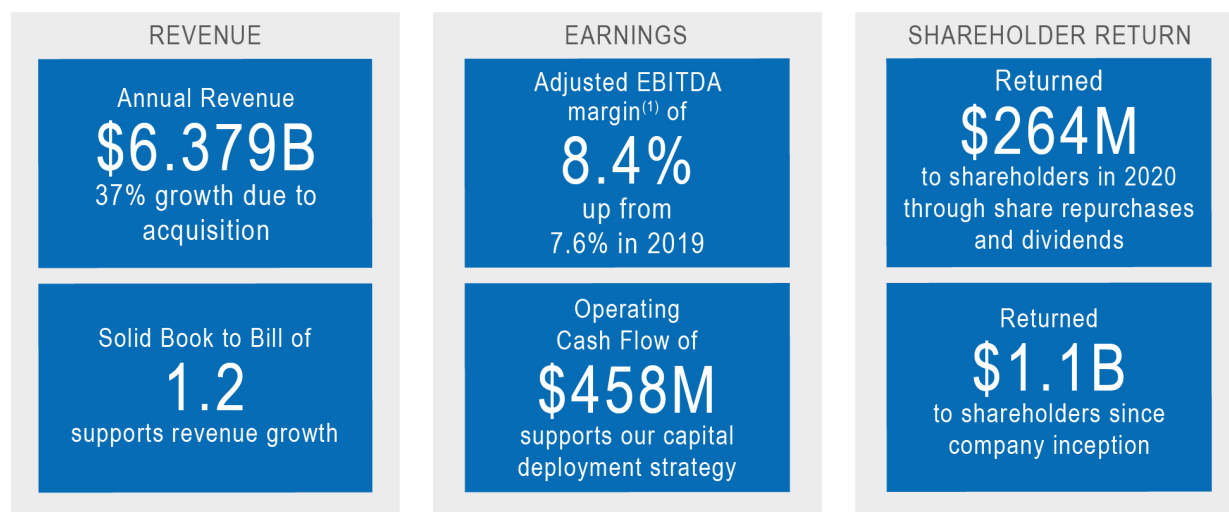 REVENUE
Annual Revenue
$6.379B
37% growth due to
acquisition
Solid Book to Bill of
1.2
supports revenue growth
EARNINGS
Adjusted EBITDA
margin(1) of
8.4%
up from
7.6% in 2019
Operating
Cash Flow of
$458M
supports our capital
deployment strategy
SHAREHOLDER RETURN
Returned
$264M
to shareholders in 2020
through share repurchases
and dividends
Returned
$1.1B
to shareholders since
company inception